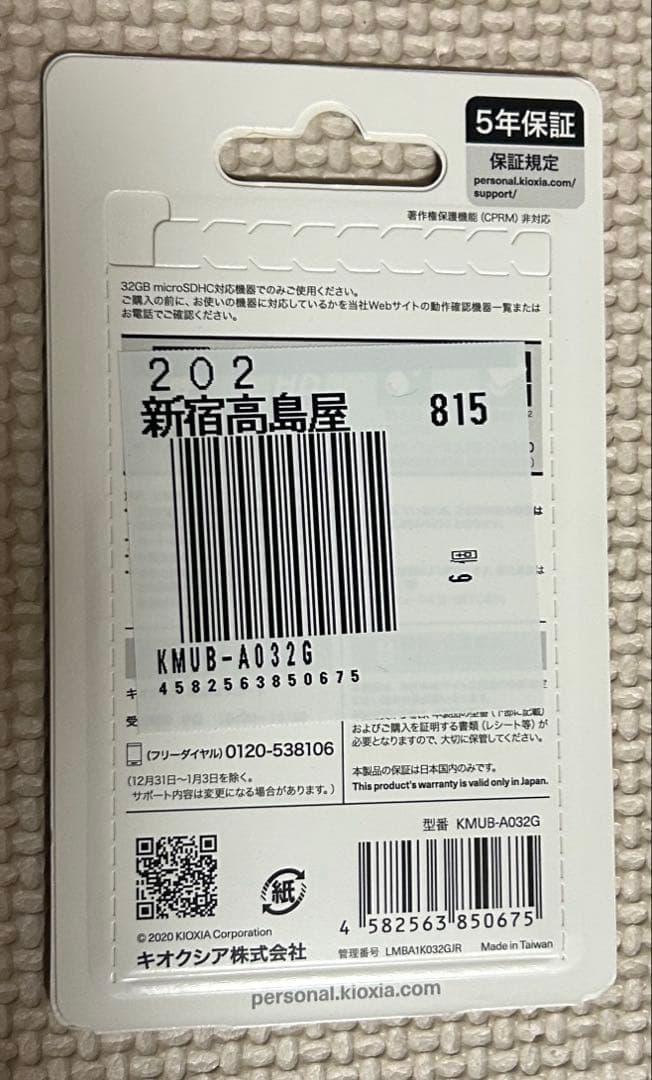 5年保証
保証規定
personal.kioxia.com/
support/
著作権保護機能（CPRM）非対応
32GB microSDHC対応機器でのみご使用ください。
ご購入の前に、お使いの機器に対応しているかを当社Webサイトの動作確認機器一覧または
お電話でご確認ください。
202
新宿高島屋 815
6
KMUB-A032G
4582563850675
キ
受
および購入を証明する書類（レシート等）が
必要となりますので、大切に保管してください。
(フリーダイヤル) 0120-538106
（12月31日〜1月3日を除く。
サポート内容は変更になる場合があります。）
本製品の保証は日本国内のみです。
This product's warranty is valid only in Japan.
型番 KMUB-A032G
紙
4 582563 850675
© 2020 KIOXIA Corporation
キオクシア株式会社
管理番号 LMBA1K032GJR Made in Taiwan
personal.kioxia.com